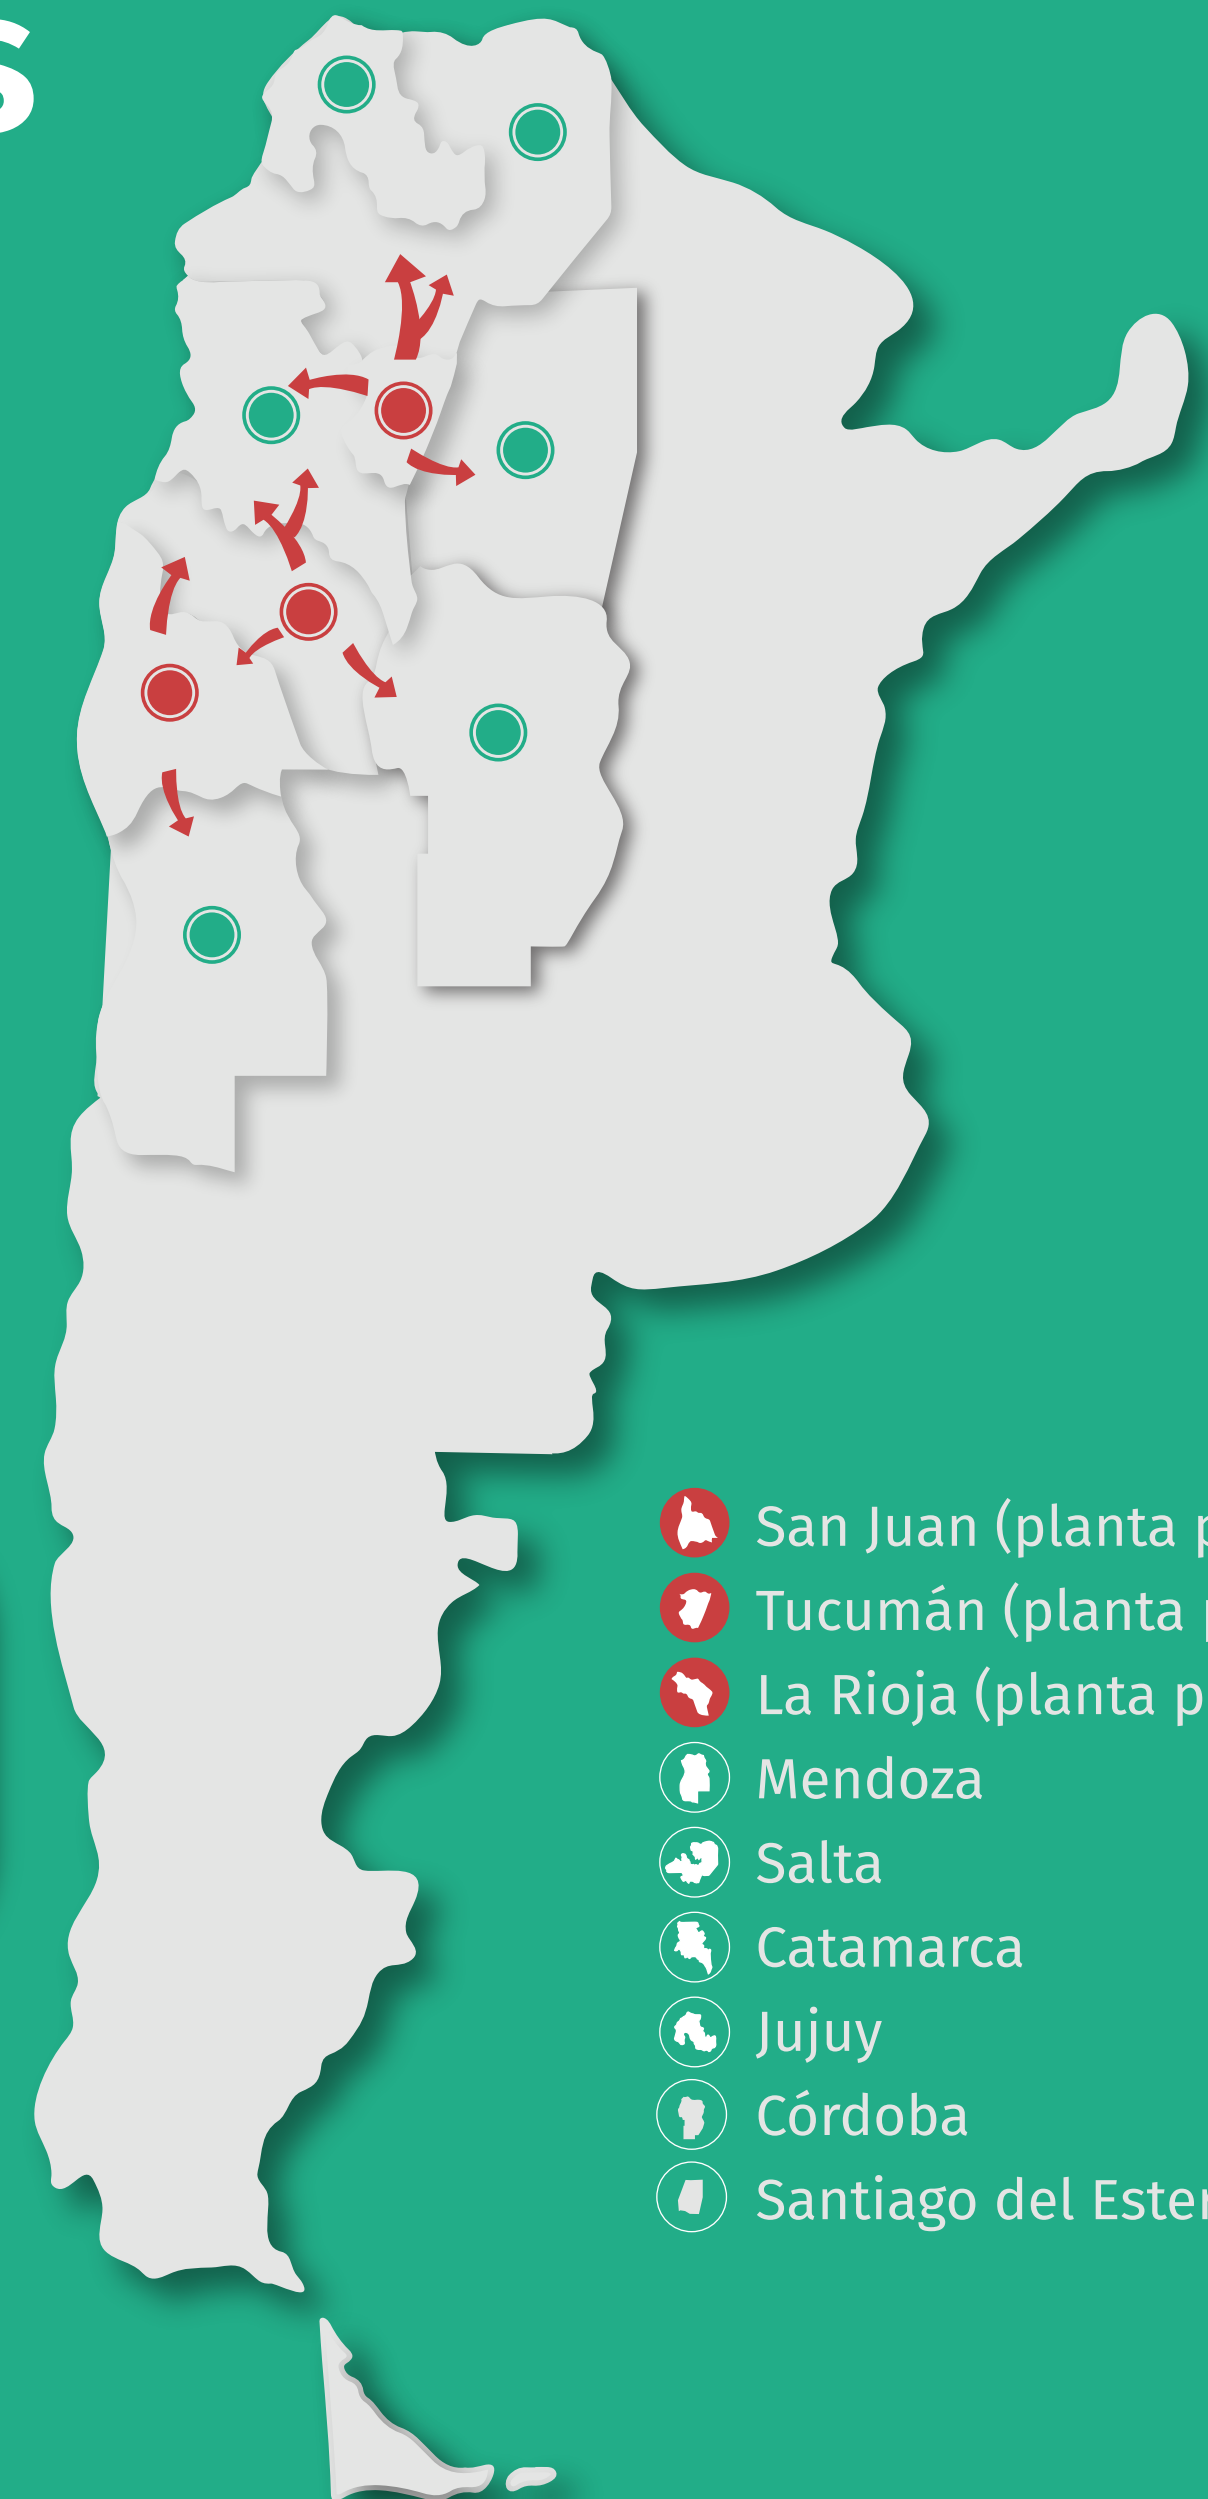 San Juan (planta
Tucumán (planta
La Rioja (planta
Mendoza
Salta
Catamarca
Jujuy
Córdoba
Santiago del